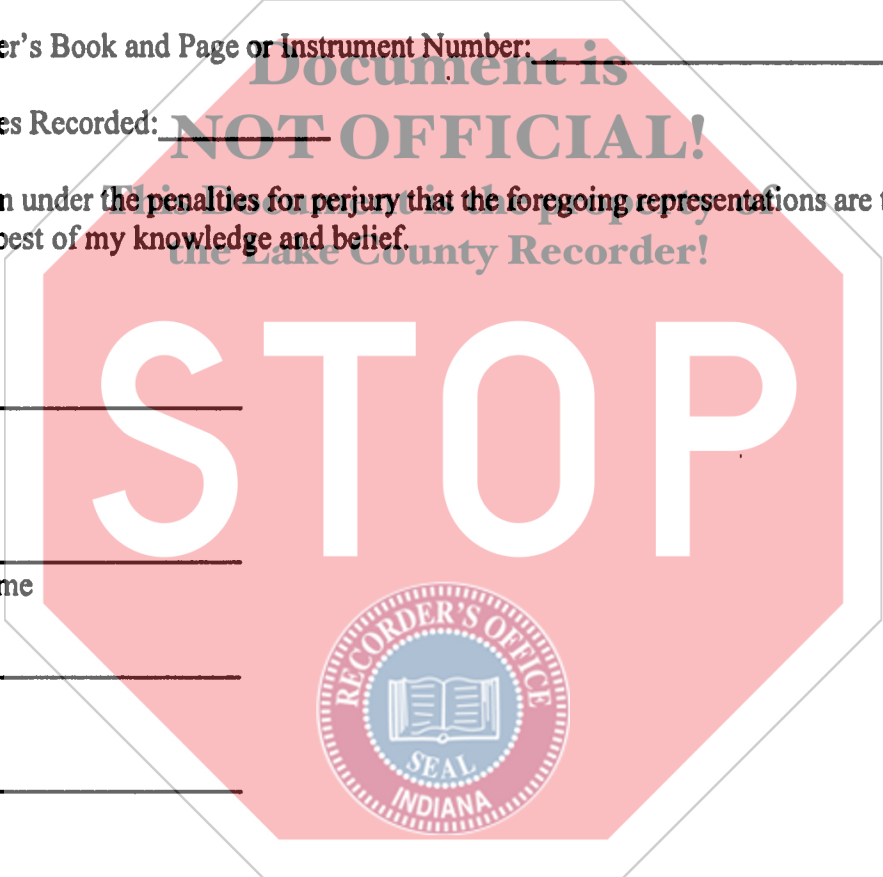 er's Book and Page or Instrument Number:
Document is
es Recorded:
NOT OFFICIAL!
n under the penalties for perjury that the foregoing representations are t
This Document is the property of
best of my knowledge and belief.
the Lake County Recorder!
STOP
me
RECORDER'S OFFICE
SEAL
INDIANA